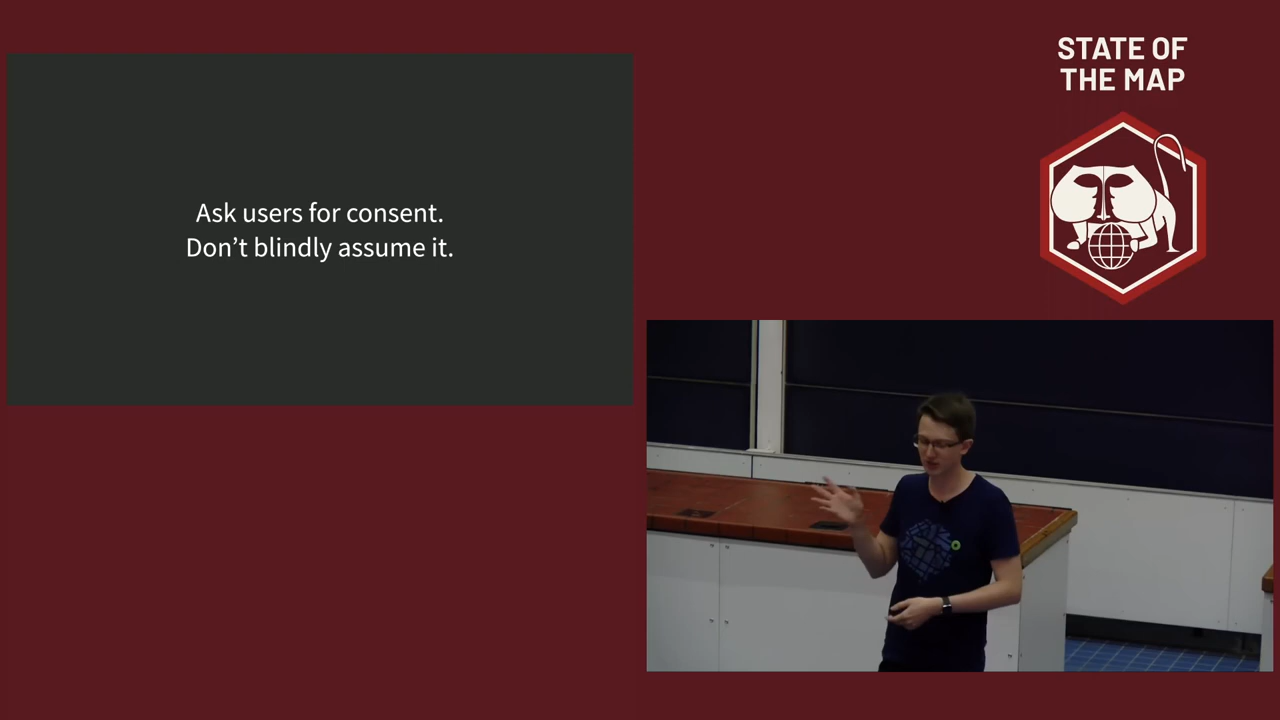 Ask users for consent.
Don’t blindly assume it.
STATE OF
THE MAP